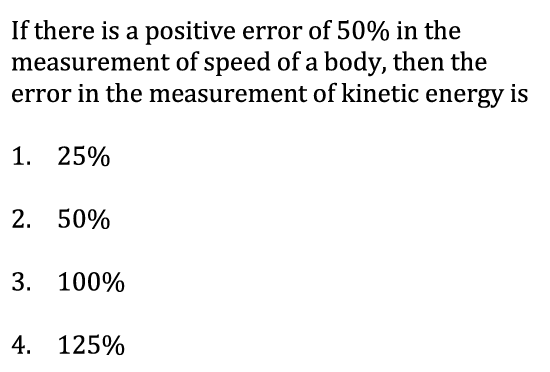 If there is a positive error of 50% in the
measurement of speed of a body, then the
error in the measurement of kinetic energy is
1. 25%
2. 50%
3. 100%
4. 125%